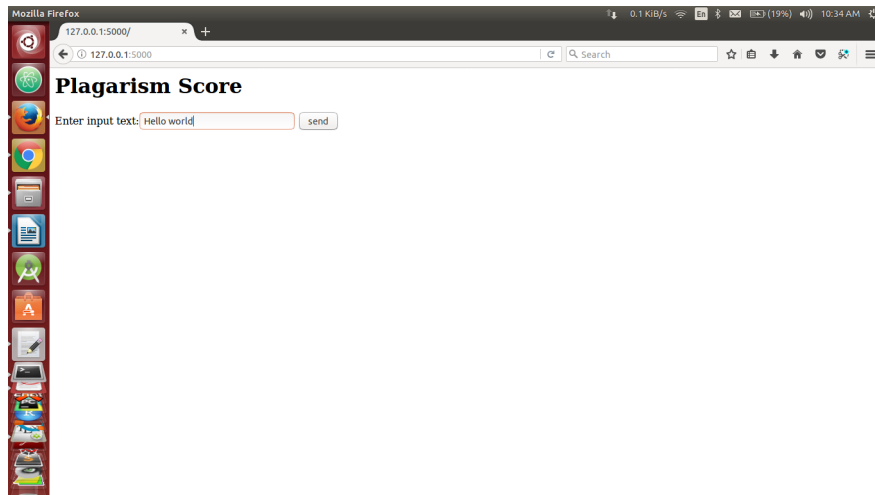 Mozilla Firefox
0.1 KiB/s En (19%) 10:34 AM
127.0.0.1:5000/ × +
127.0.0.1:5000 Search
Plagarism Score
Enter input text: Hello world send